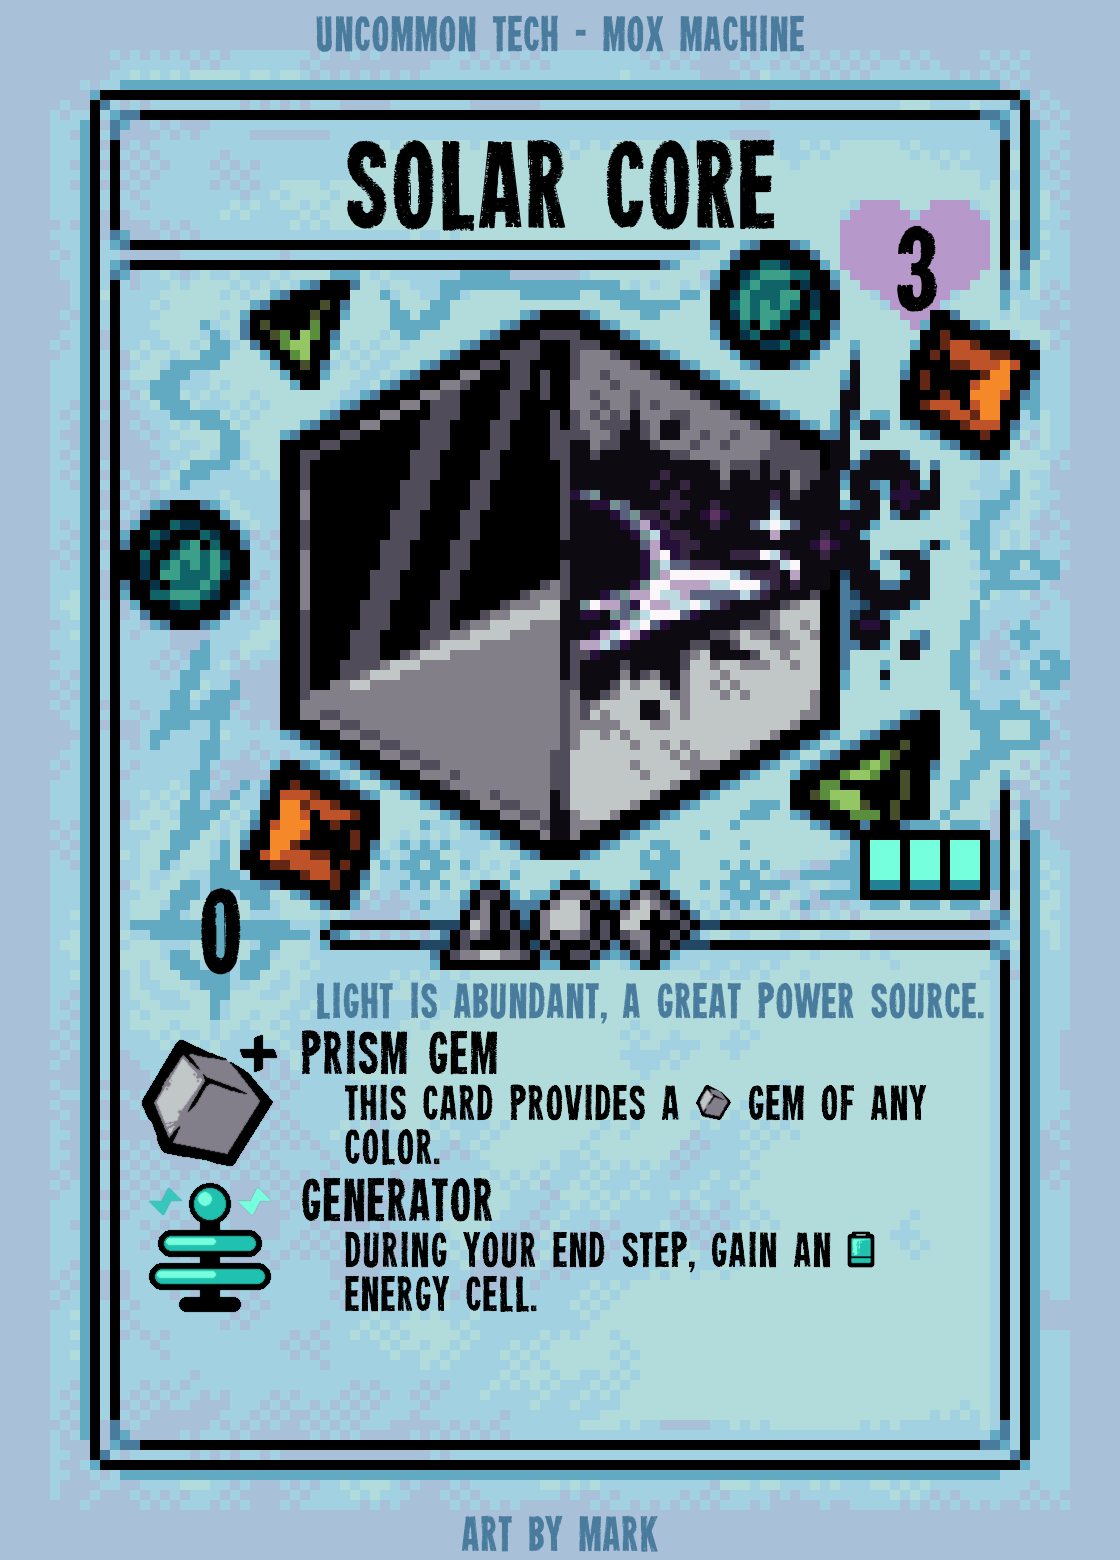 UNCOMMON TECH - MOX MACHINE
SOLAR CORE
3
0
LIGHT IS ABUNDANT, A GREAT POWER SOURCE.
PRISM GEM
THIS CARD PROVIDES A GEM OF ANY
COLOR.
GENERATOR
DURING YOUR END STEP, GAIN AN
ENERGY CELL.
ART BY MARK